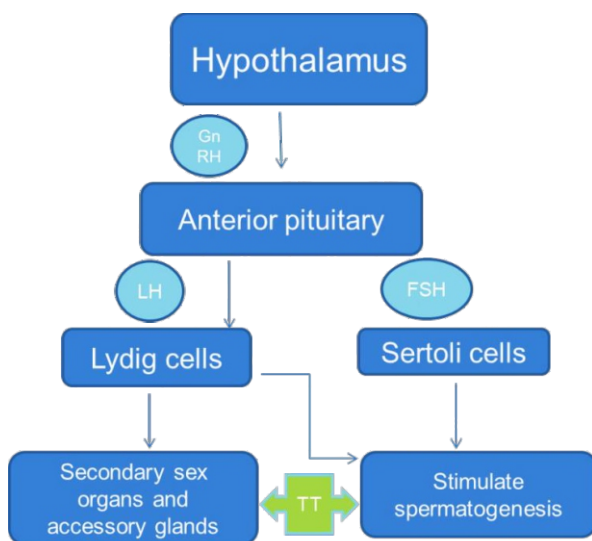 Hypothalamus
Gn
RH
Anterior pituitary
LH
FSH
Lydig cells
Sertoli cells
Secondary sex
organs and
accessory glands
TT
Stimulate
spermatogenesis